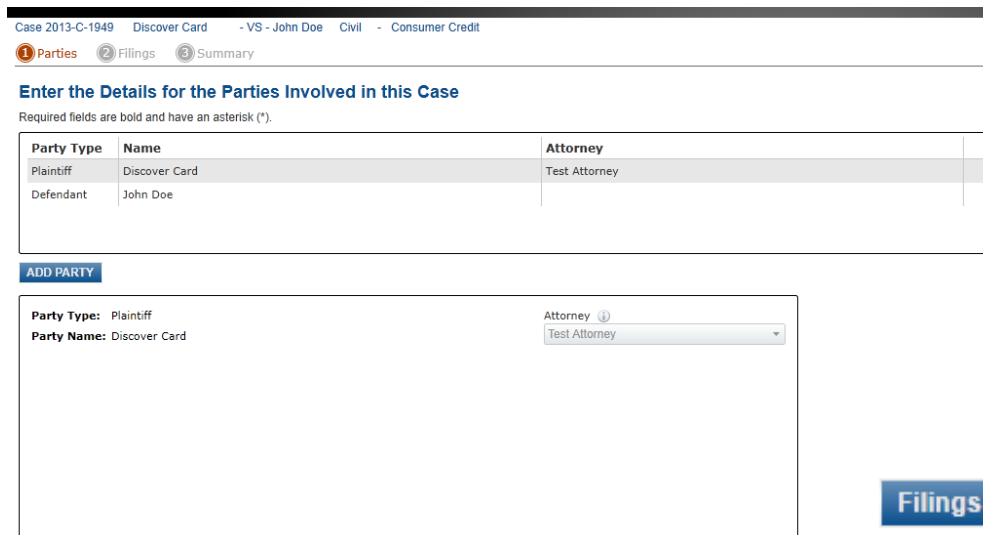 Case 2013-C-1949 Discover Card - VS - John Doe Civil - Consumer Credit
1 Parties 2 Filings 3 Summary
Enter the Details for the Parties Involved in this Case
Required fields are bold and have an asterisk (*).
Party Type Name Attorney
Plaintiff Discover Card Test Attorney
Defendant John Doe
ADD PARTY
Party Type: Plaintiff Attorney
Party Name: Discover Card Test Attorney
Filings